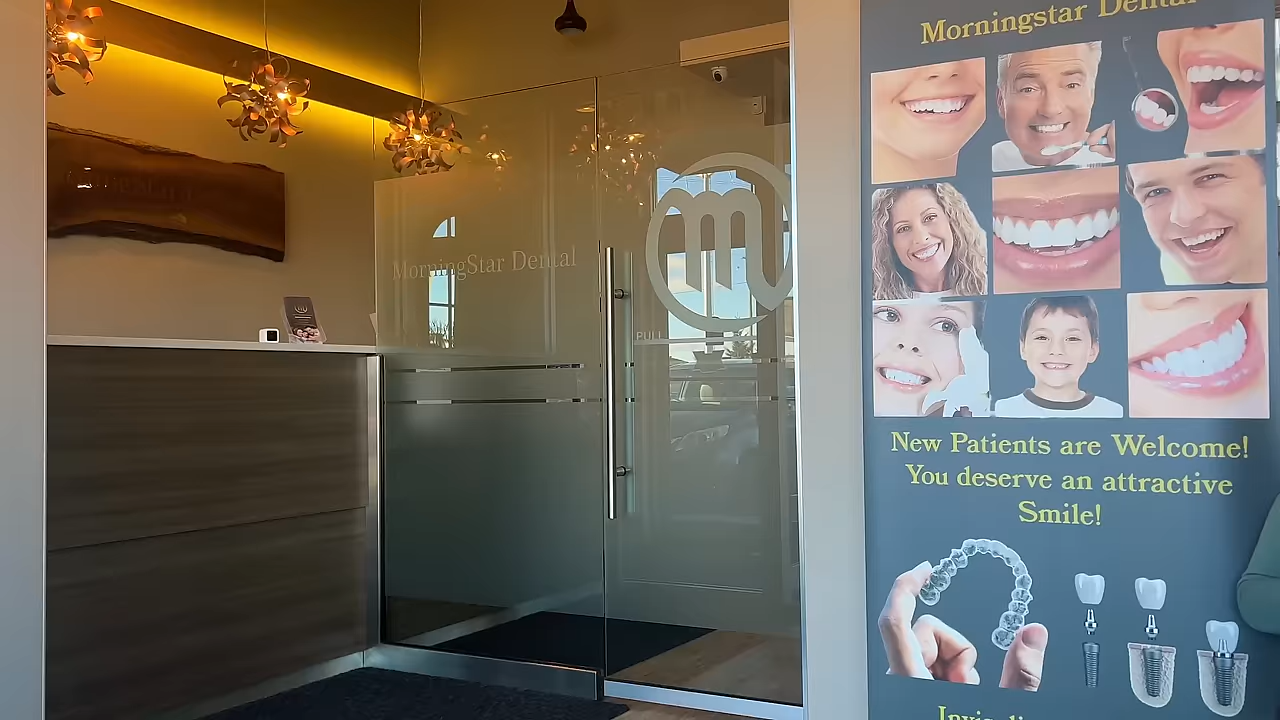 Morningstar Dental
MorningStar Dental
m
PULL
New Patients are Welcome!
You deserve an attractive
Smile!